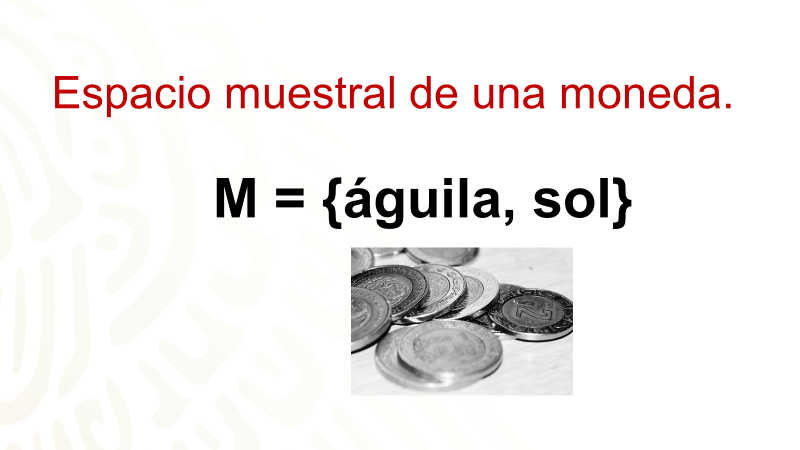 Espacio muestral de una moneda.
M = {águila, sol}